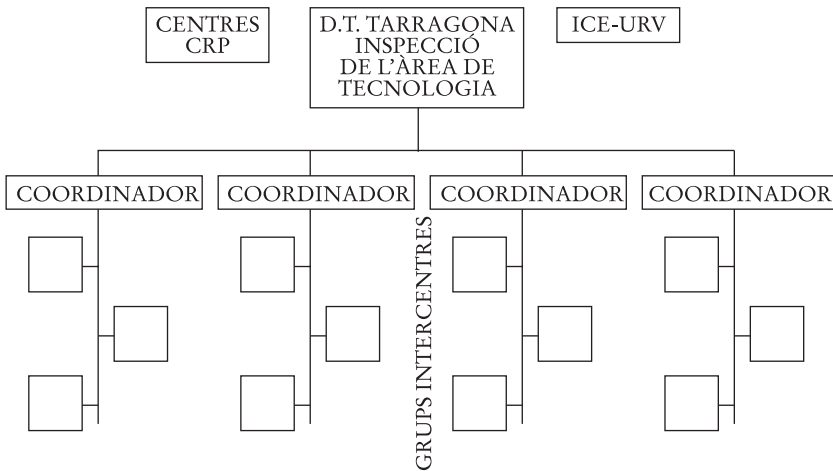 CENTRES
CRP
D.T. TARRAGONA
INSPECCIÓ
DE L'ÀREA DE
TECNOLOGIA
ICE-URV
COORDINADOR
COORDINADOR
COORDINADOR
COORDINADOR
GRUPS INTERCENTRES